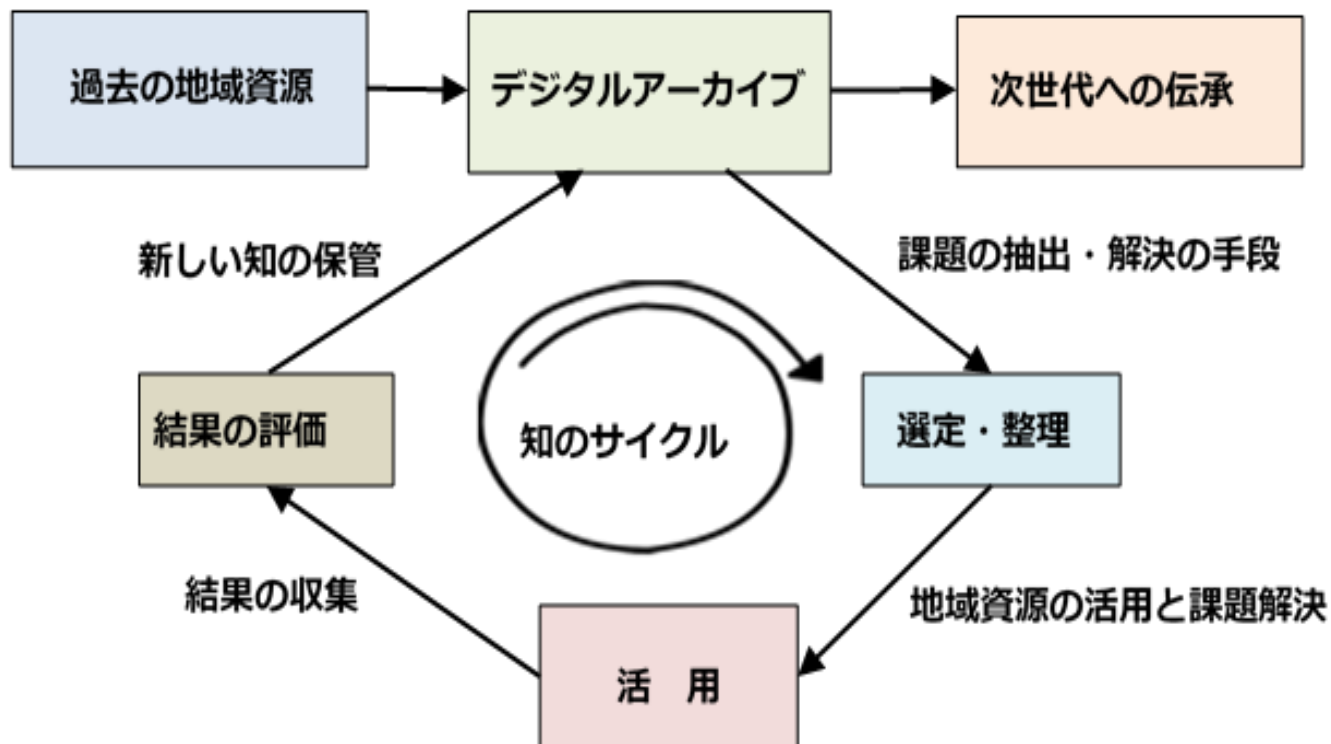 過去の地域資源
デジタルアーカイブ
次世代への伝承
新しい知の保管
課題の抽出・解決の手段
結果の評価
知のサイクル
選定・整理
結果の収集
地域資源の活用と課題解決
活　用